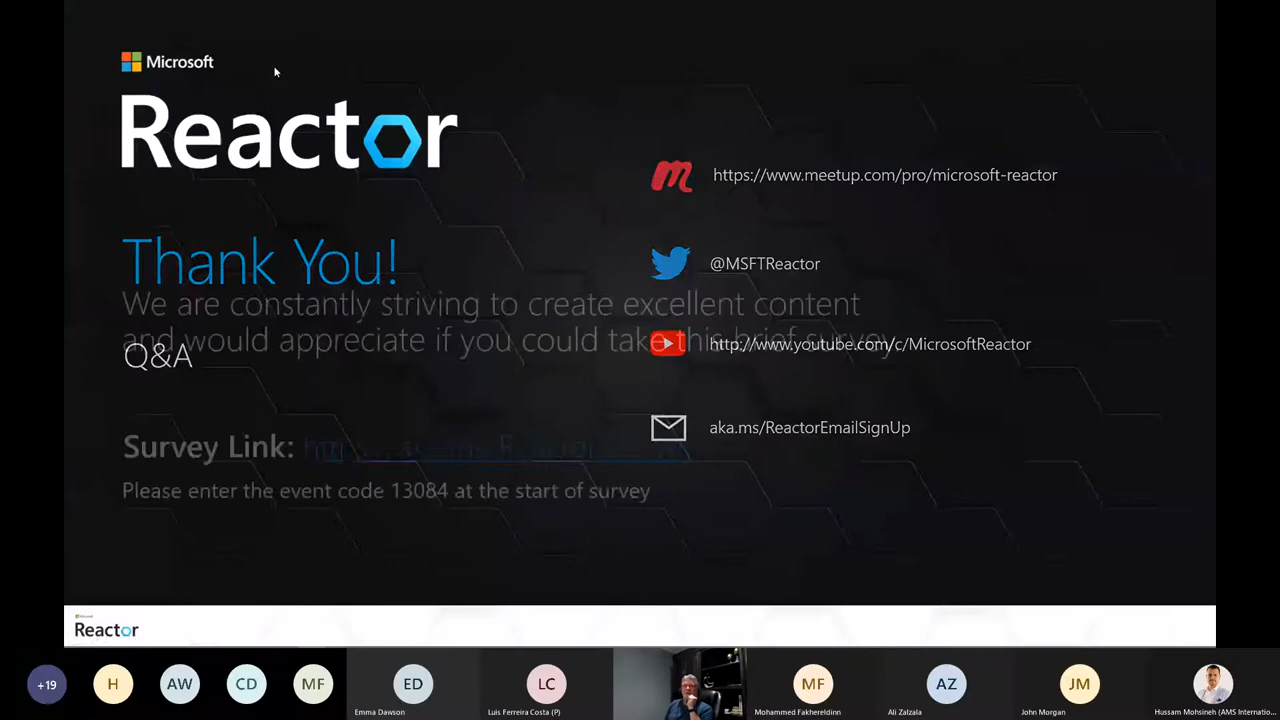 Microsoft
Reactor
https://www.meetup.com/pro/microsoft-reactor
Thank You!
@MSFTReactor
We are constantly striving to create excellent content
and would appreciate if you could take this brief survey
http://www.youtube.com/c/MicrosoftReactor
Q&A
aka.ms/ReactorEmailSignUp
Survey Link:
Please enter the event code 13084 at the start of survey
Reactor
+19
H
AW
CD
MF
ED
LC
MF
AZ
JM
Emma Dawson
Luis Ferreira Costa (P)
Mohammed Fakhereldinn
Ali Zalzala
John Morgan
Hussam Mohsineh (AMS Internatio...